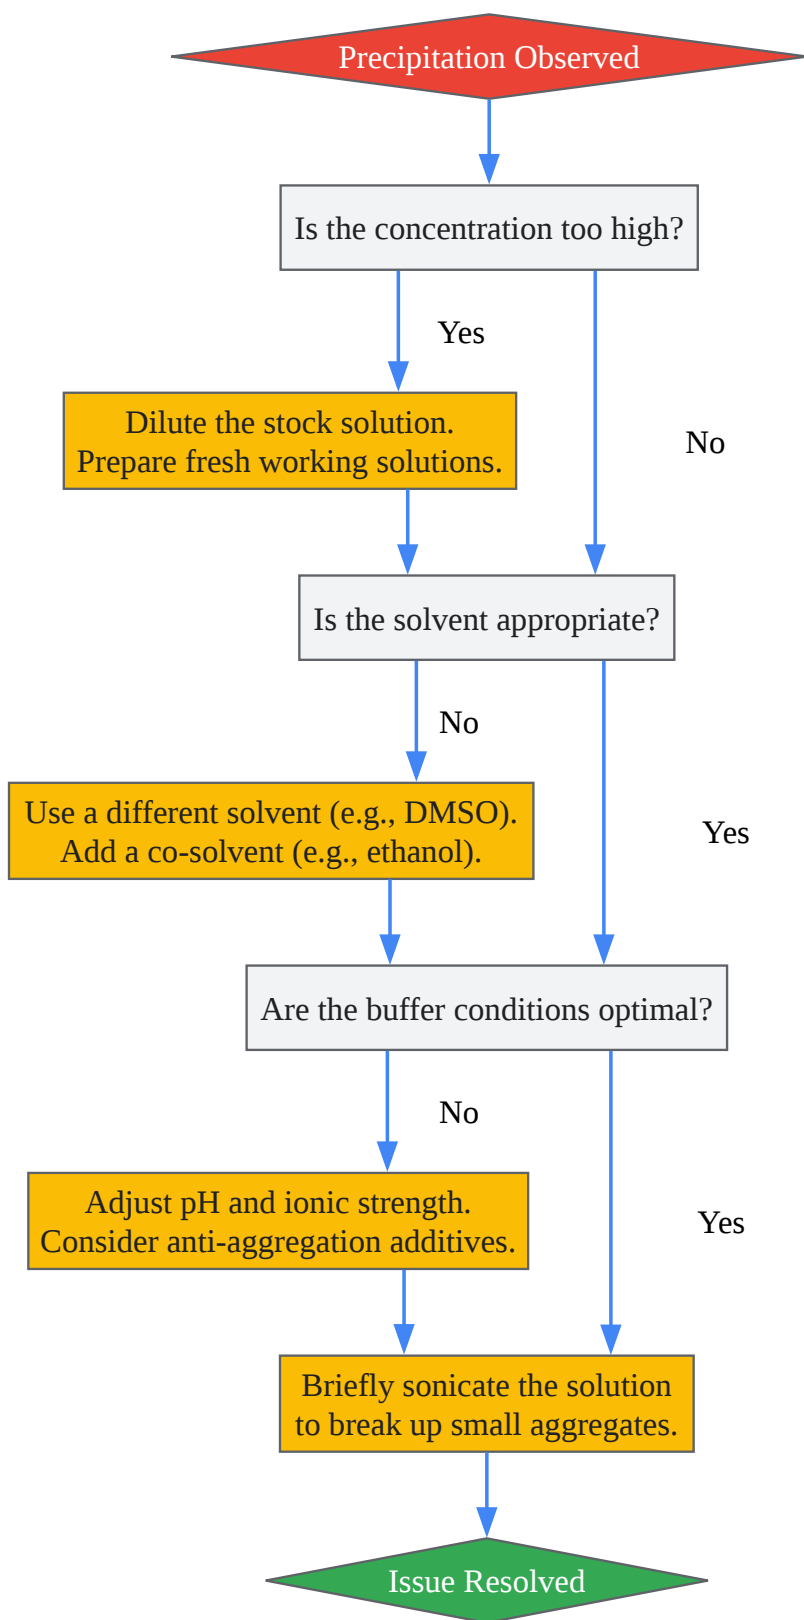 Precipitation Observed
Is the concentration too high?
Yes
Dilute the stock solution.
Prepare fresh working solutions.
No
Is the solvent appropriate?
No
Use a different solvent (e.g., DMSO).
Add a co-solvent (e.g., ethanol).
Yes
Are the buffer conditions optimal?
No
Adjust pH and ionic strength.
Consider anti-aggregation additives.
Yes
Briefly sonicate the solution
to break up small aggregates.
Issue Resolved